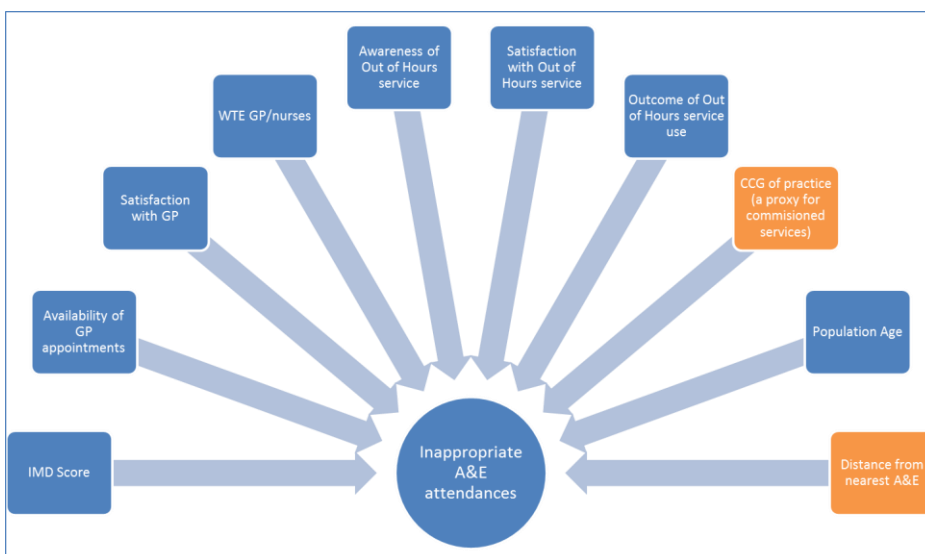 Awareness of
Out of Hours
service
Satisfaction
with Out of
Hours service
WTE GP/nurses
Outcome of Out
of Hours service
use
Satisfaction
with GP
CCG of practice
(a proxy for
commisioned
services)
Availability of
GP
appointments
Population Age
IMD Score
Inappropriate
A&E
attendances
Distance from
nearest A&E